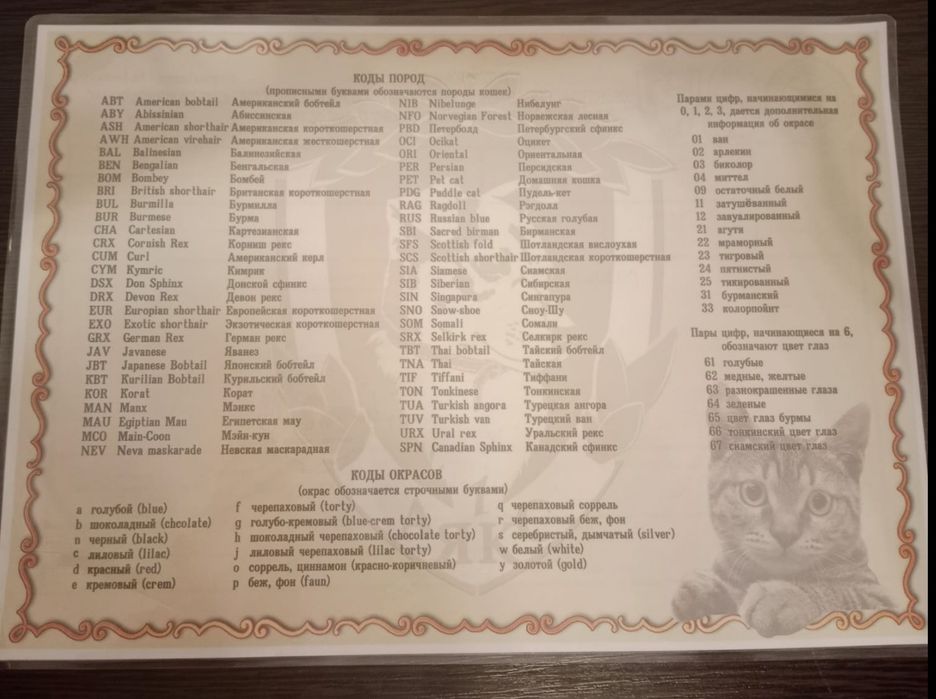 КОДЫ ПОРОД
(прописными буквами обозначаются породы кошек)
ABT American bobtail Американский бобтейл
ABY Abissinian Абиссинская
ASH American shorthair Американская короткошерстная
AWH American virehair Американская жесткошерстная
BAL Balinesian Балинезийская
BEN Bengalian Бенгальская
BOM Bombey Бомбей
BRI British shorthair Британская короткошерстная
BUL Burmilla Бурмилла
BUR Burmese Бурма
CHA Cartesian Картезианская
CRX Cornish Rex Корниш рекс
CUM Curl Американский керл
CYM Kymric Кимрик
DSX Don Sphinx Донской сфинкс
DRX Devon Rex Девон рекс
EUR Europian shorthair Европейская короткошерстная
EXO Exotic shorthair Экзотическая короткошерстная
GRX German Rex Герман рекс
JAV Javanese Яванез
JBT Japanese Bobtail Японский бобтейл
KBT Kurilian Bobtail Курильский бобтейл
KOR Korat Корат
MAN Manx Мэнкс
MAU Egiptian Mau Египетская мау
MCO Main-Coon Мэйн-кун
NEV Neva maskarade Невская маскарадная
NIB Nibelunge Нибелунг
NFO Norvegian Forest Норвежская лесная
PBD Петерболд Петербургский сфинкс
OCI Ocikat Оцикет
ORI Oriental Ориентальная
PER Persian Персидская
PET Pet cat Домашняя кошка
PDG Puddle cat Пудель-кет
RAG Ragdoll Рэгдолл
RUS Russian blue Русская голубая
SBI Sacred birman Бирманская
SFS Scottish fold Шотландская вислоухая
SCS Scottish shorthair Шотландская короткошерстная
SIA Siamese Сиамская
SIB Siberian Сибирская
SIN Singapura Сингапура
SNO Snow-shoe Сноу-Шу
SOM Somali Сомали
SRX Selkirk rex Селкирк рекс
TBT Thai bobtail Тайский бобтейл
TNA Thai Тайская
TIF Tiffani Тиффани
TON Tonkinese Тонкинская
TUA Turkish angora Турецкая ангора
TUV Turkish van Турецкий ван
URX Ural rex Уральский рекс
SPN Canadian Sphinx Канадский сфинкс
Парами цифр, начинающимися на
0, 1, 2, 3, дается дополнительная
информация об окрасе
01 ван
02 арлекин
03 биколор
04 миттел
09 остаточный белый
11 затушёванный
12 завуалированный
21 агути
22 мраморный
23 тигровый
24 пятнистый
25 тикированный
31 бурманский
33 колорпойнт
Пары цифр, начинающиеся на 6,
обозначают цвет глаз
61 голубые
62 медные, желтые
63 разнокрашенные глаза
64 зеленые
65 цвет глаз бурмы
66 тонкинский цвет глаз
67 сиамский цвет глаз
КОДЫ ОКРАСОВ
(окрас обозначается строчными буквами)
a голубой (blue)
b шоколадный (chcolate)
n черный (black)
c лиловый (lilac)
d красный (red)
e кремовый (crem)
f черепаховый (torty)
g голубо-кремовый (blue-crem torty)
h шоколадный черепаховый (chocolate torty)
j лиловый черепаховый (lilac torty)
o соррель, циннамон (красно-коричневый)
p беж, фон (faun)
q черепаховый соррель
r черепаховый беж, фон
s серебристый, дымчатый (silver)
w белый (white)
y золотой (gold)